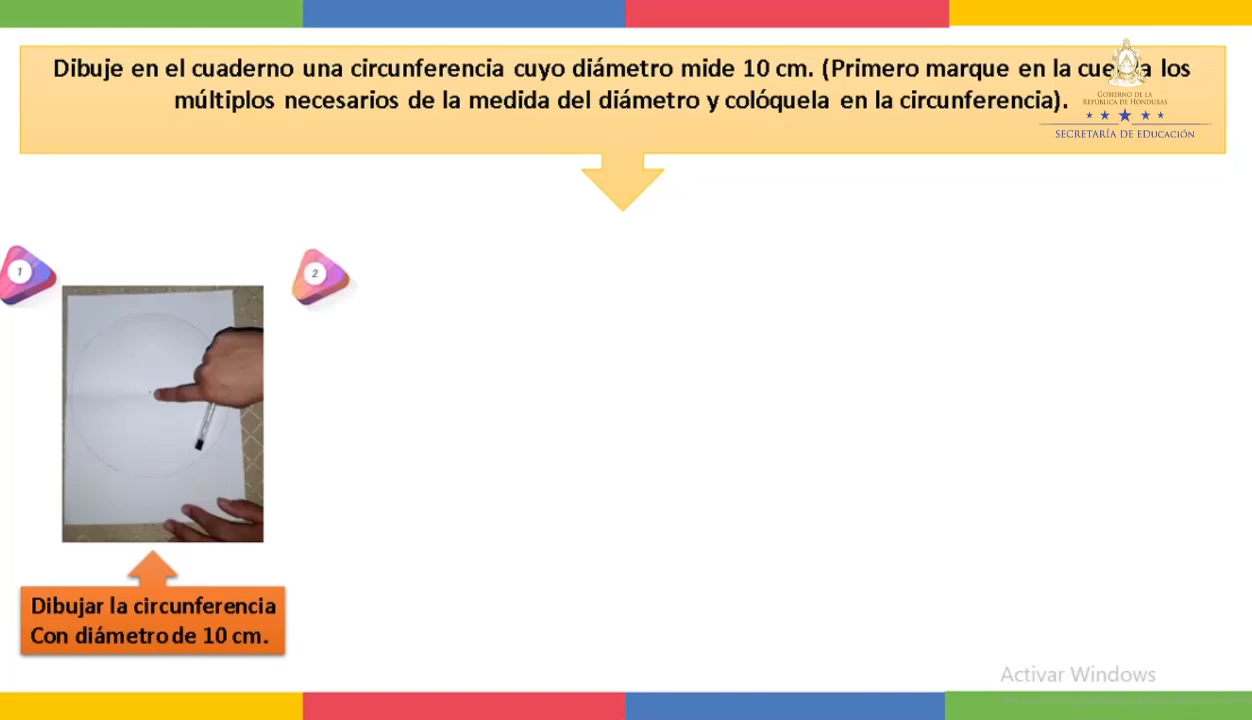 Dibuje en el cuaderno una circunferencia cuyo diámetro mide 10 cm. (Primero marque en la los
múltiplos necesarios de la medida del diámetro y colóquela en la circunferencia).
GOBIERNO DE LA
REPÚBLICA DE HONDURAS
SECRETARÍA DE EDUCACIÓN
1
2
Dibujar la circunferencia
Con diámetro de 10 cm.
Activar Windows